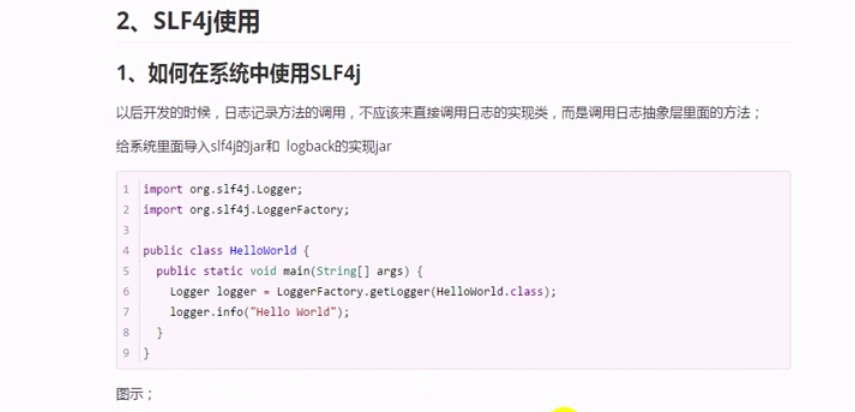 2、SLF4j使用
1、如何在系统中使用SLF4j
以后开发的时候，日志记录方法的调用，不应该来直接调用日志的实现类，而是调用日志抽象层里面的方法；
给系统里面导入slf4j的jar和 logback的实现jar
1 import org.slf4j.Logger;
2 import org.slf4j.LoggerFactory;
3
4 public class HelloWorld {
5   public static void main(String[] args) {
6     Logger logger = LoggerFactory.getLogger(HelloWorld.class);
7     logger.info("Hello World");
8   }
9 }
图示；